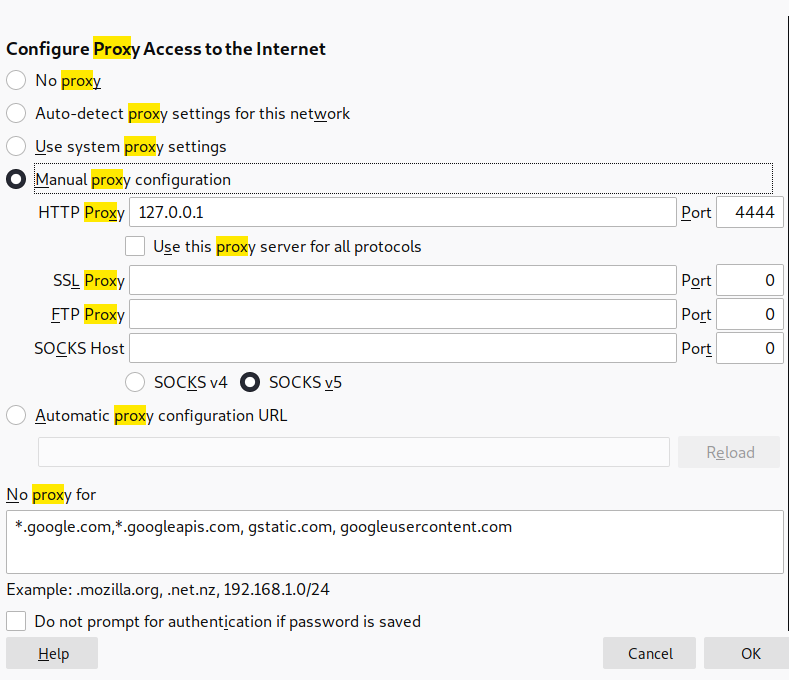 Configure Proxy Access to the Internet
No proxy
Auto-detect proxy settings for this network
Use system proxy settings
Manual proxy configuration
HTTP Proxy 127.0.0.1 Port 4444
Use this proxy server for all protocols
SSL Proxy Port 0
FTP Proxy Port 0
SOCKS Host Port 0
SOCKS v4 SOCKS v5
Automatic proxy configuration URL
Reload
No proxy for
*.google.com,*.googleapis.com, gstatic.com, googleusercontent.com
Example: .mozilla.org, .net.nz, 192.168.1.0/24
Do not prompt for authentication if password is saved
Help Cancel OK